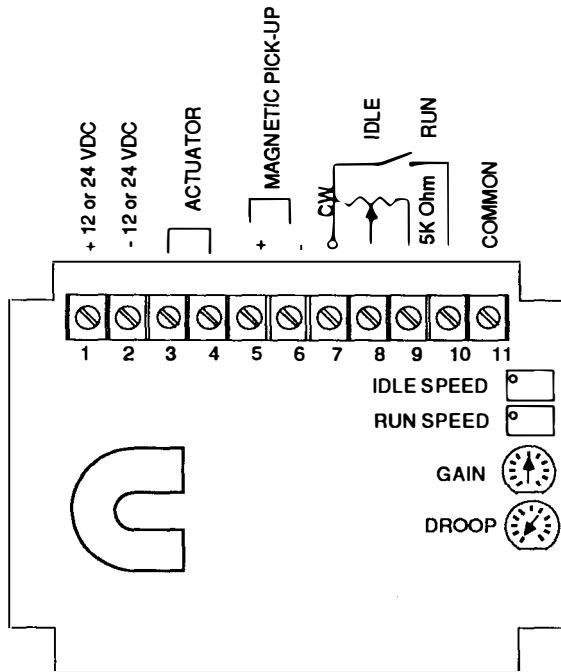 + 12 or 24 VDC
- 12 or 24 VDC
ACTUATOR
MAGNETIC PICK-UP
+
-
CW
IDLE
RUN
5K Ohm
COMMON
1 2 3 4 5 6 7 8 9 10 11
IDLE SPEED
RUN SPEED
GAIN
DROOP